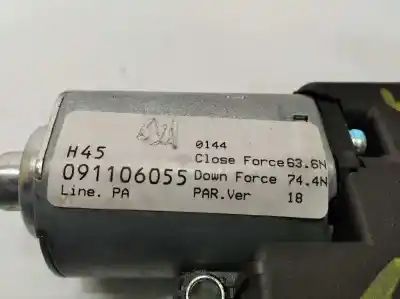 H45
091106055
Line. PA
0144
Close Force 63.6N
Down Force 74.4N
PAR.Ver 18